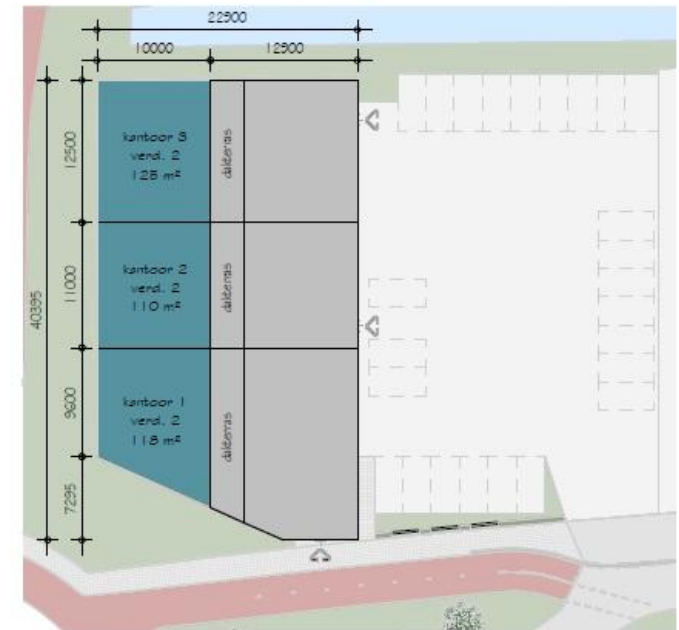 22900
10000
12900
12500
kantoor 3
verd. 2
125 m²
dakterras
40395
11000
kantoor 2
verd. 2
110 m²
dakterras
9600
kantoor 1
verd. 2
118 m²
dakterras
7295